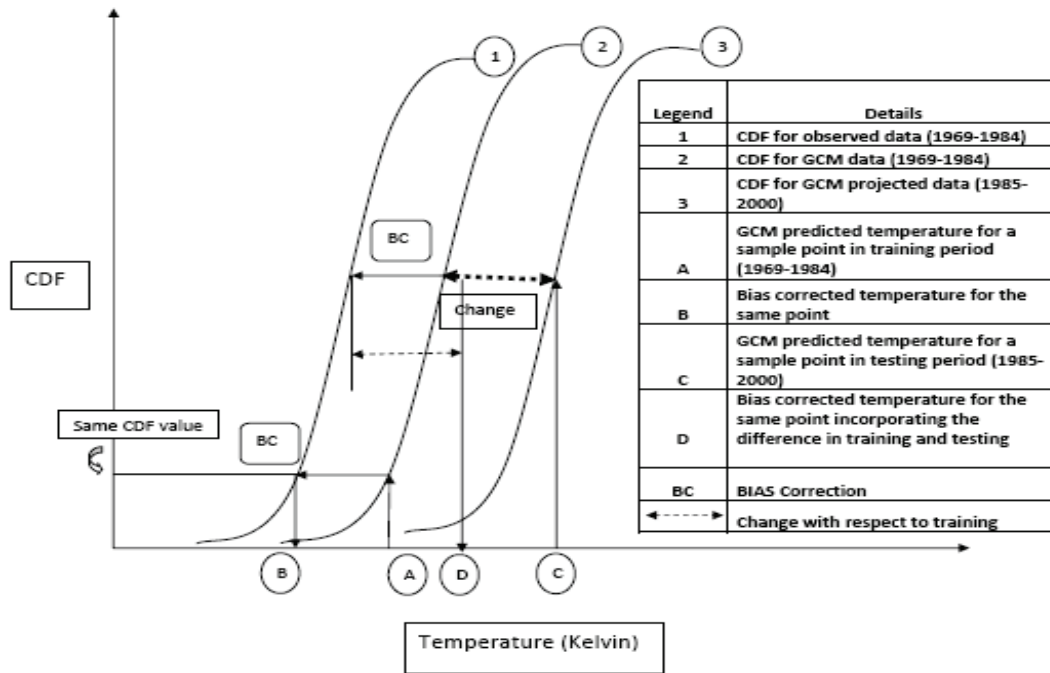 1
2
3
BC
CDF
Change
Same CDF value
BC
B
A
D
C
Temperature (Kelvin)
Legend Details
1 CDF for observed data (1969-1984)
2 CDF for GCM data (1969-1984)
CDF for GCM projected data (1985-
3 2000)
GCM predicted temperature for a
sample point in training period
A (1969-1984)
Bias corrected temperature for the
B same point
GCM predicted temperature for a
sample point in testing period (1985-
C 2000)
Bias corrected temperature for the
same point incorporating the
D difference in training and testing
BC BIAS Correction
Change with respect to training